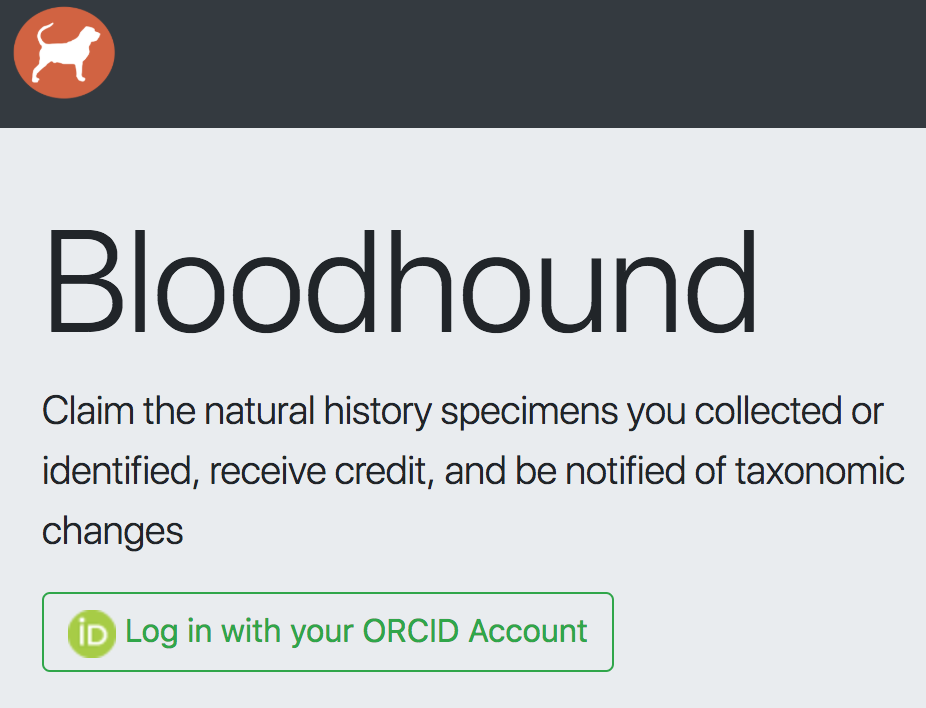 Bloodhound
Claim the natural history specimens you collected or
identified, receive credit, and be notified of taxonomic
changes
iD Log in with your ORCID Account